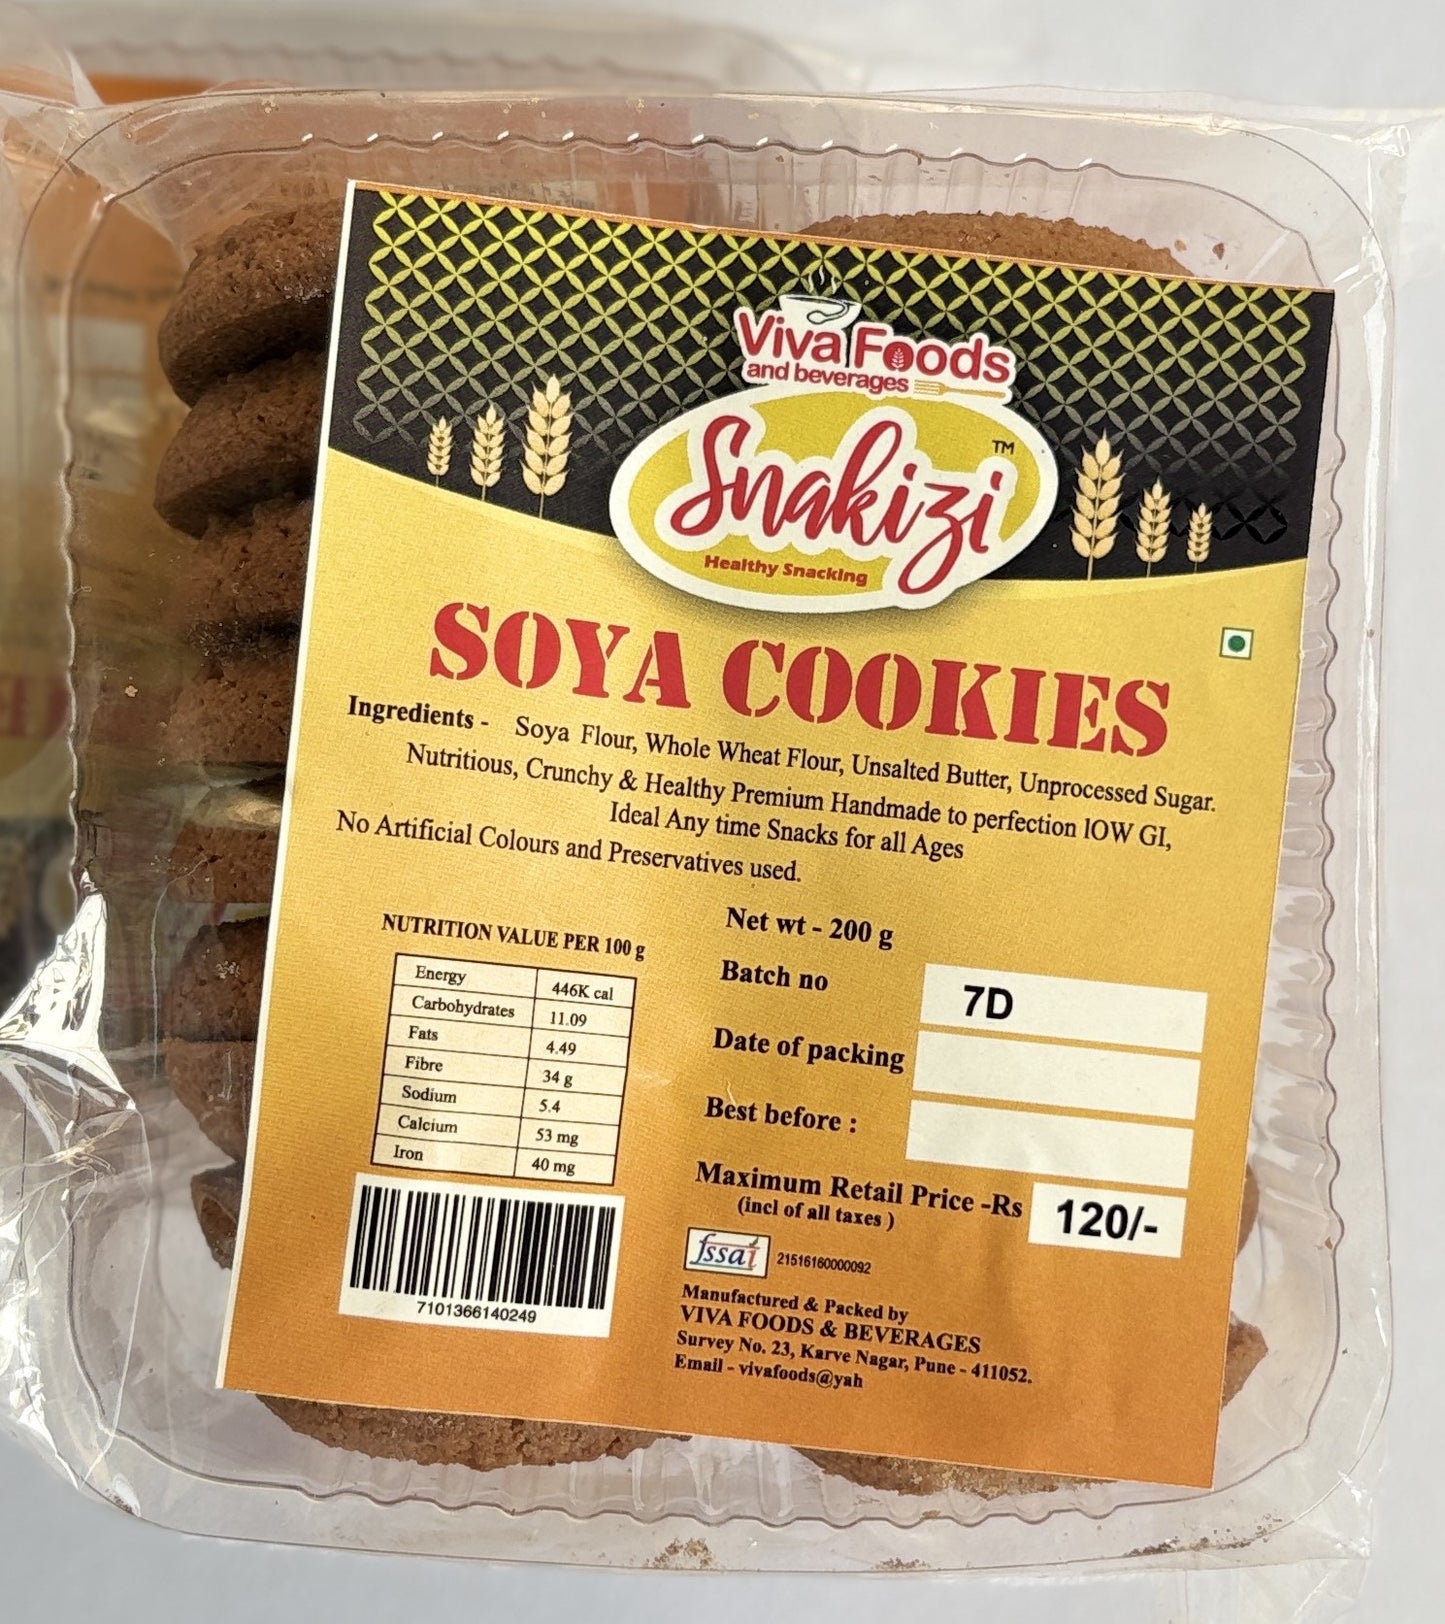 Viva Foods
and beverages
Snakizi TM
Healthy Snacking
SOYA COOKIES
Ingredients - Soya Flour, Whole Wheat Flour, Unsalted Butter, Unprocessed Sugar.
Nutritious, Crunchy & Healthy Premium Handmade to perfection lOW GI,
Ideal Any time Snacks for all Ages
No Artificial Colours and Preservatives used.
NUTRITION VALUE PER 100 g
Energy 446K cal
Carbohydrates 11.09
Fats 4.49
Fibre 34 g
Sodium 5.4
Calcium 53 mg
Iron 40 mg
7101366140249
Net wt - 200 g
Batch no 7D
Date of packing
Best before :
Maximum Retail Price -Rs 120/-
(incl of all taxes )
fssai 21516160000092
Manufactured & Packed by
VIVA FOODS & BEVERAGES
Survey No. 23, Karve Nagar, Pune - 411052.
Email - vivafoods@yah